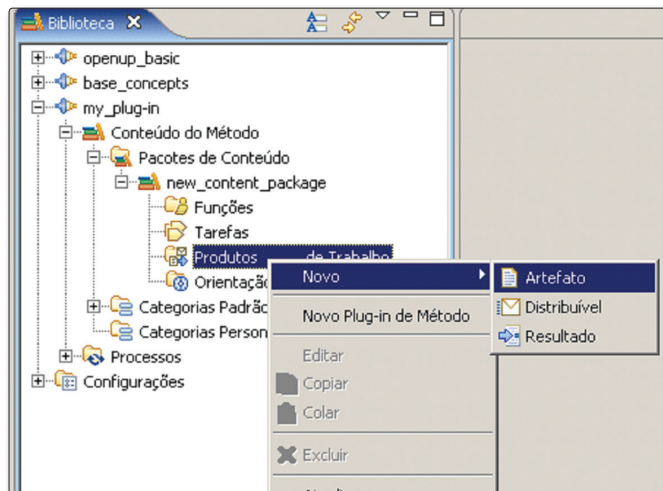 Biblioteca
openup_basic
base_concepts
my_plug-in
Conteúdo do Método
Pacotes de Conteúdo
new_content_package
Funções
Tarefas
Produtos de Trabalho
Novo
Artefato
Orientação
Distribuível
Novo Plug-in de Método
Categorias Padrão
Resultado
Categorias Person
Editar
Processos
Copiar
Configurações
Colar
Excluir